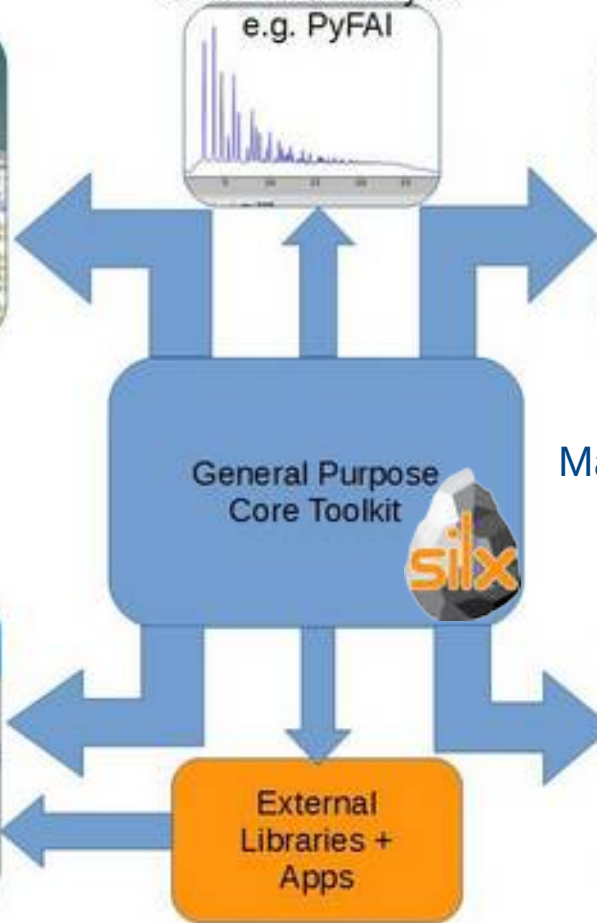 e.g. PyFAI
General Purpose
Core Toolkit
silx
External
Libraries +
Apps